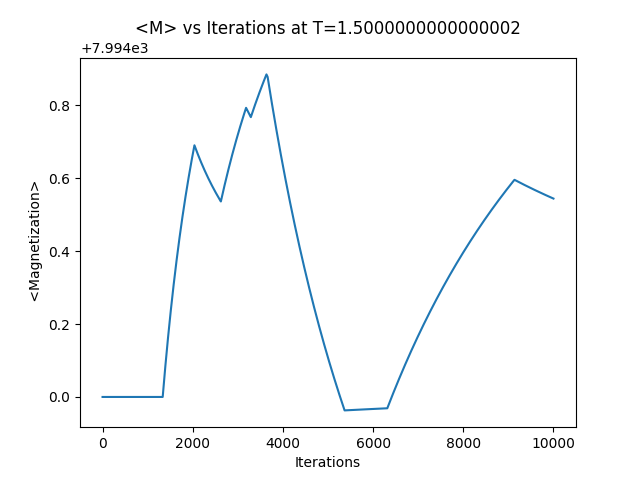 <M> vs Iterations at T=1.5000000000000002
+7.994e3
0.8
0.6
0.4
0.2
0.0
<Magnetization>
0 2000 4000 6000 8000 10000
Iterations